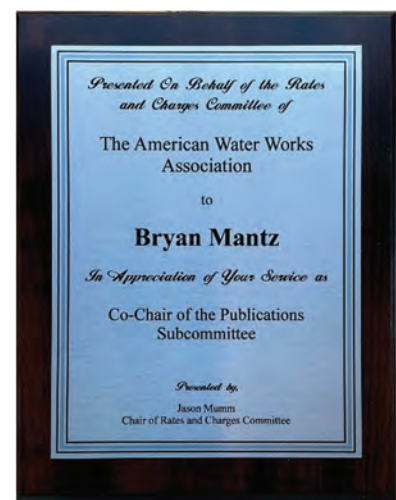 Presented On Behalf of the Rates
and Charges Committee of
The American Water Works
Association
to
Bryan Mantz
In Appreciation of Your Service as
Co-Chair of the Publications
Subcommittee
Presented by,
Jason Mumm
Chair of Rates and Charges Committee